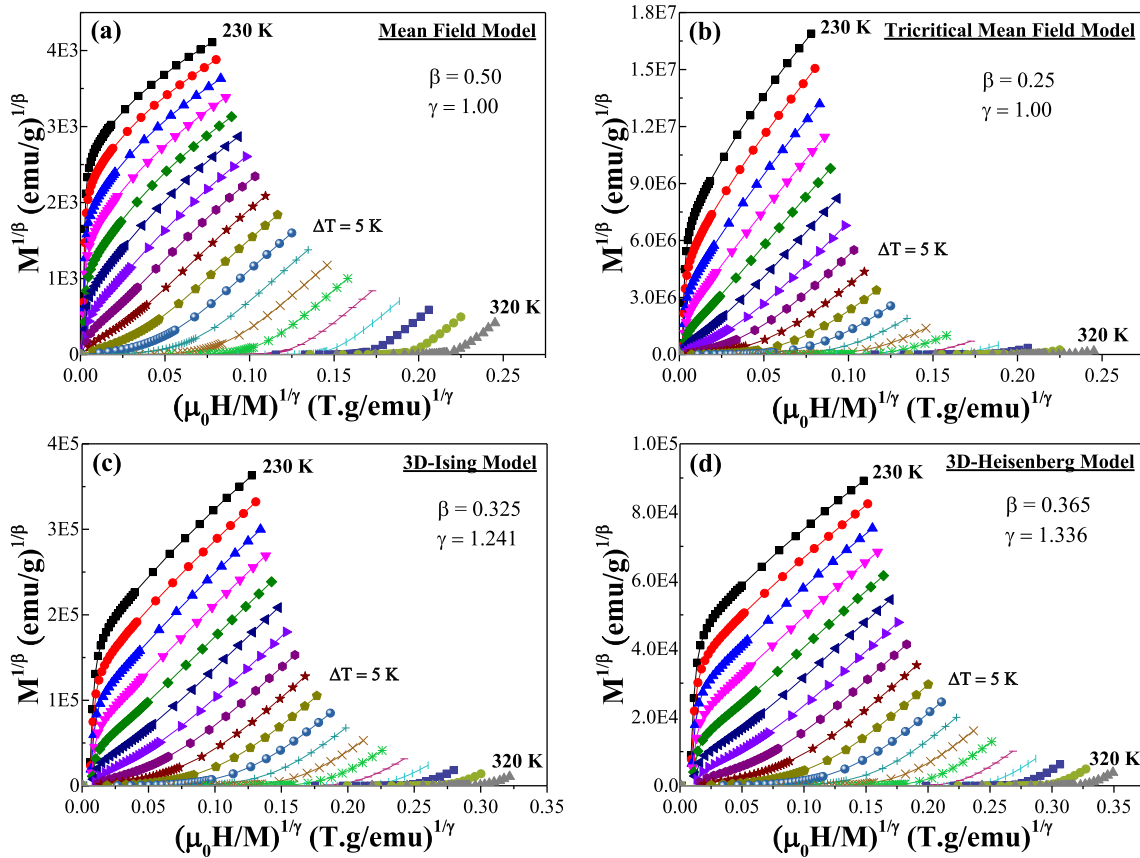 (a)
230 K
Mean Field Model
β = 0.50
γ = 1.00
ΔT = 5 K
320 K
4E3
3E3
2E3
1E3
0
0.00 0.05 0.10 0.15 0.20 0.25
M^{1/β} (emu/g)^{1/β}
(μ₀H/M)^{1/γ} (T.g/emu)^{1/γ}
(b)
230 K
Tricritical Mean Field Model
β = 0.25
γ = 1.00
ΔT = 5 K
320 K
1.8E7
1.5E7
1.2E7
9.0E6
6.0E6
3.0E6
0.0
0.00 0.05 0.10 0.15 0.20 0.25
M^{1/β} (emu/g)^{1/β}
(μ₀H/M)^{1/γ} (T.g/emu)^{1/γ}
(c)
230 K
3D-Ising Model
β = 0.325
γ = 1.241
ΔT = 5 K
320 K
4E5
3E5
2E5
1E5
0
0.00 0.05 0.10 0.15 0.20 0.25 0.30 0.35
M^{1/β} (emu/g)^{1/β}
(μ₀H/M)^{1/γ} (T.g/emu)^{1/γ}
(d)
230 K
3D-Heisenberg Model
β = 0.365
γ = 1.336
ΔT = 5 K
320 K
1.0E5
8.0E4
6.0E4
4.0E4
2.0E4
0.0
0.00 0.05 0.10 0.15 0.20 0.25 0.30 0.35
M^{1/β} (emu/g)^{1/β}
(μ₀H/M)^{1/γ} (T.g/emu)^{1/γ}